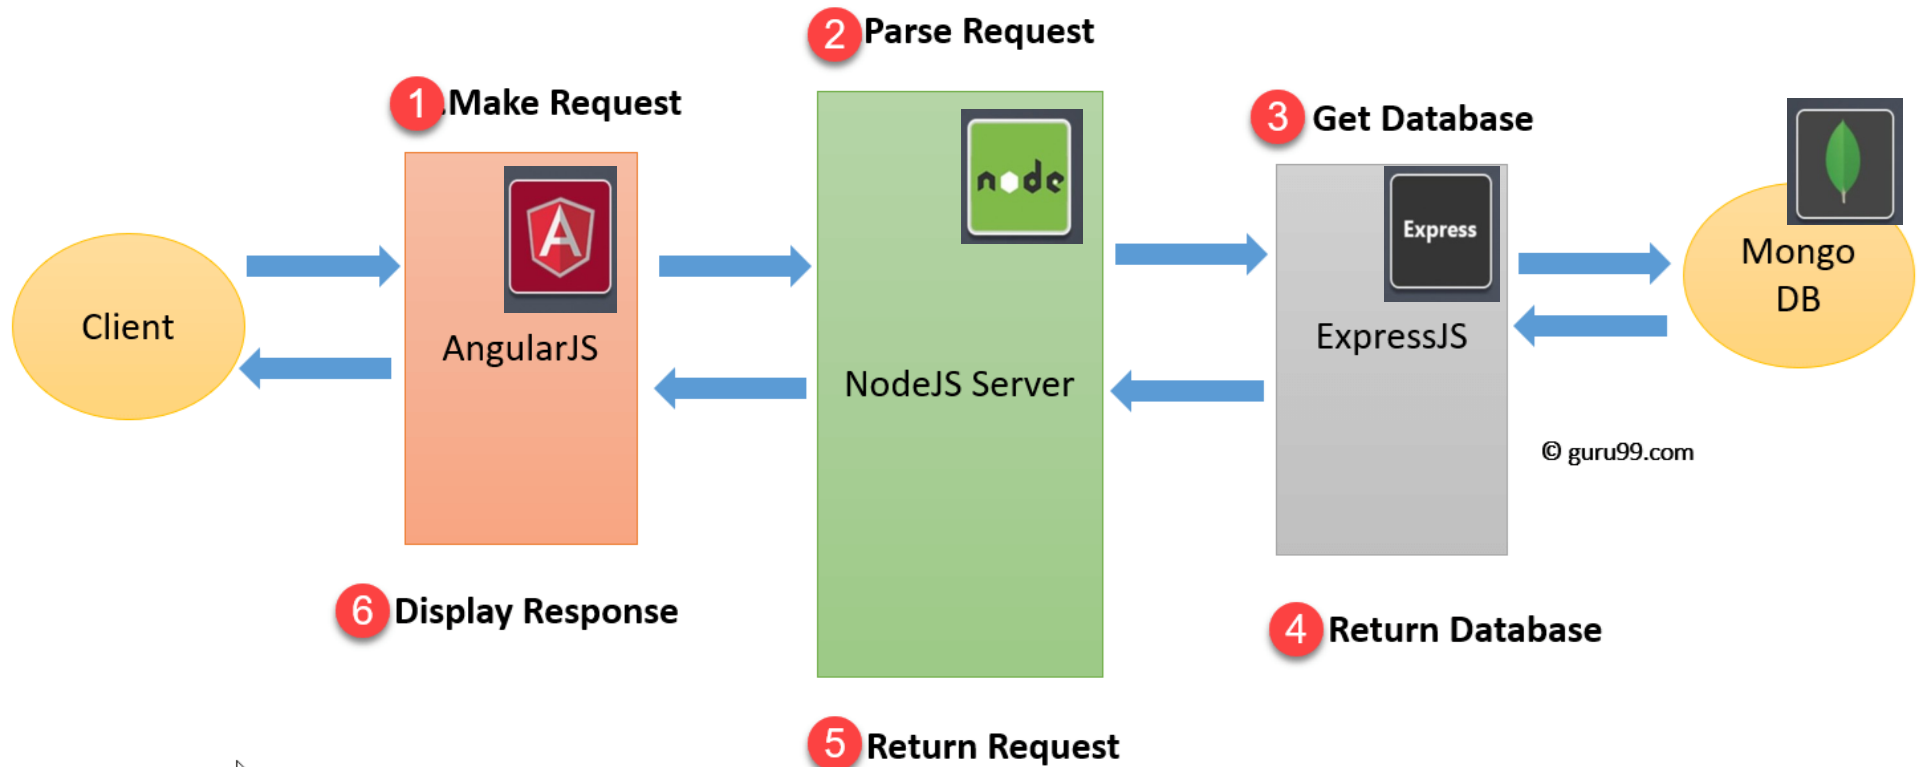 2 Parse Request
1 .Make Request
3 Get Database
node
Express
Client
AngularJS
NodeJS Server
ExpressJS
Mongo
DB
© guru99.com
6 Display Response
4 Return Database
5 Return Request